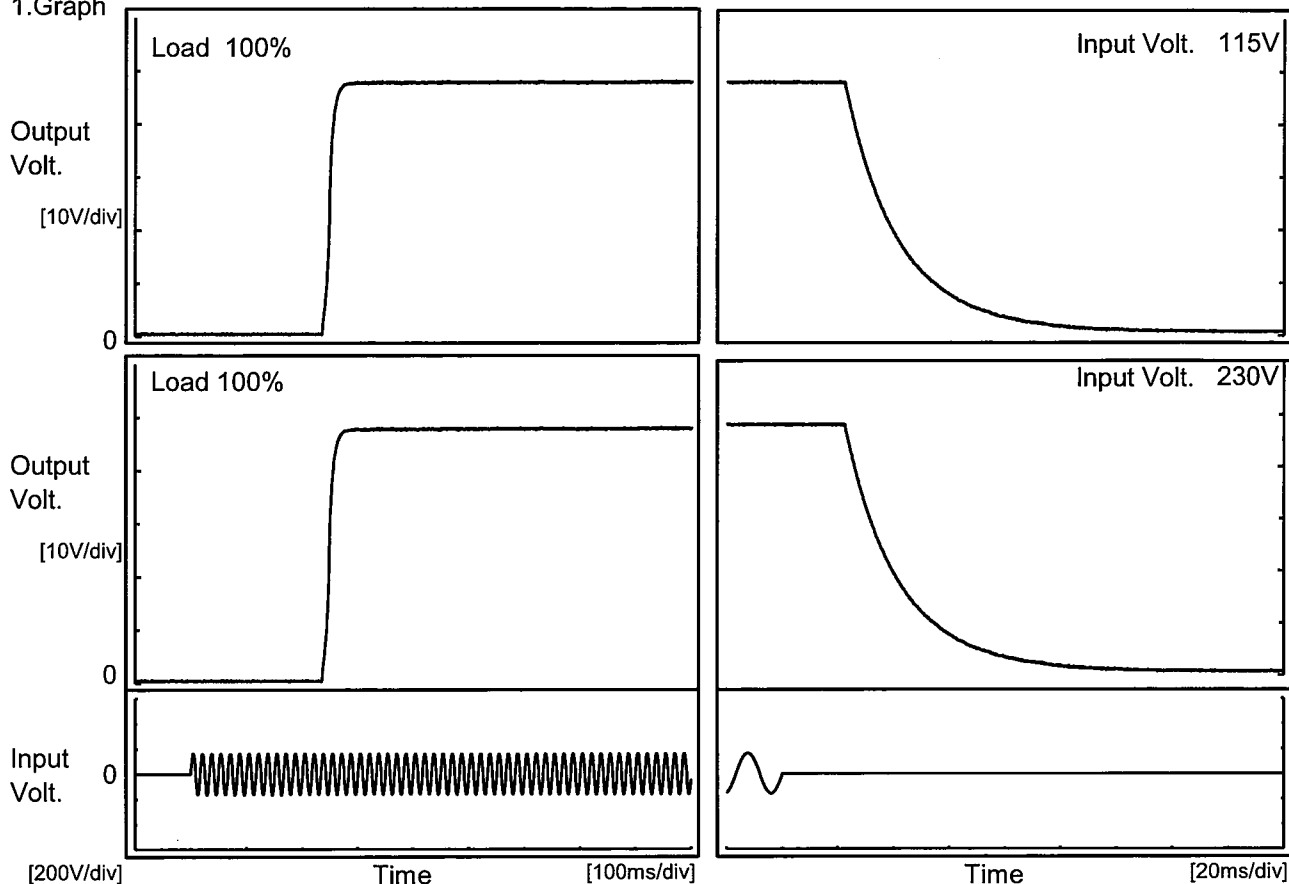 1.Graph
Load 100%
Input Volt. 115V
Output
Volt.
[10V/div]
0
Load 100%
Input Volt. 230V
Output
Volt.
[10V/div]
0
Input
Volt.
0
[200V/div]
Time
[100ms/div]
Time
[20ms/div]